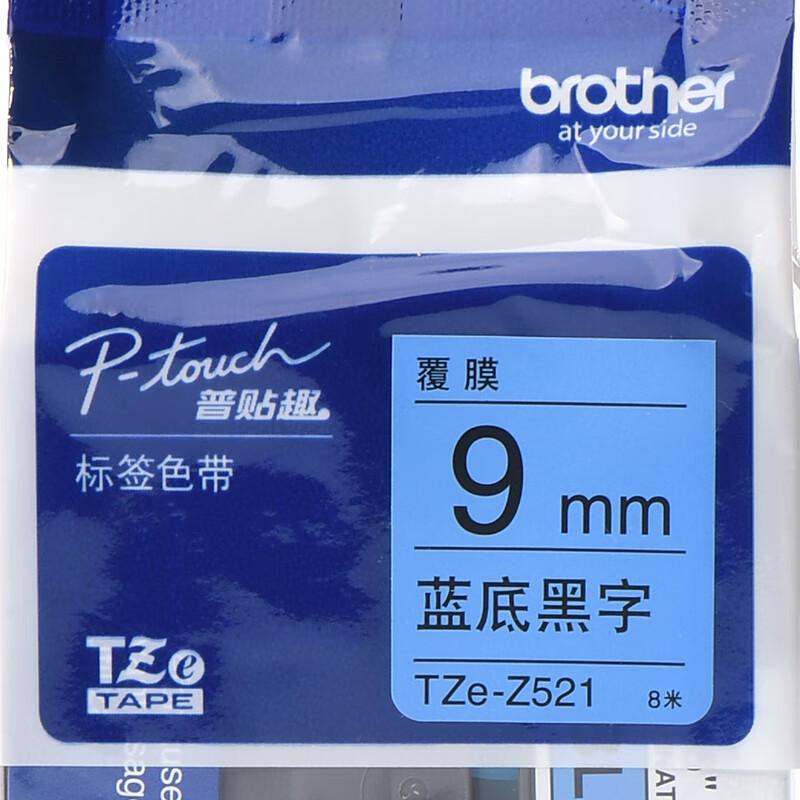 brother
at your side
P-touch
普贴趣
标签色带
TZe
TAPE
覆膜
9 mm
蓝底黑字
TZe-Z521 8米
use